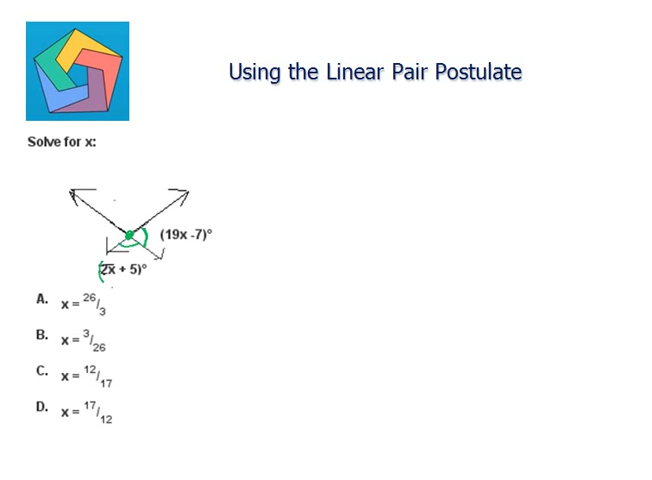 Using the Linear Pair Postulate
Solve for x:
(19x -7)°
(2x + 5)°
A. x = 26/3
B. x = 3/26
C. x = 12/17
D. x = 17/12